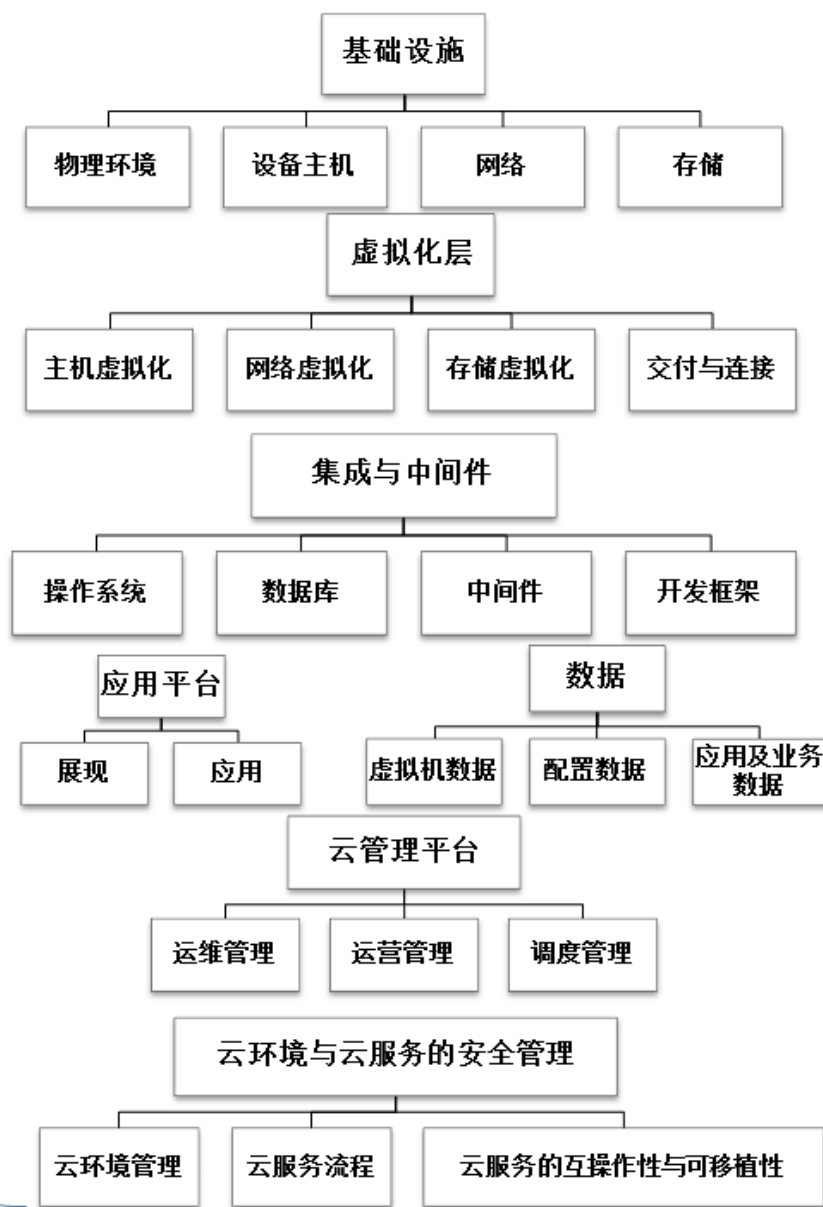 基础设施
物理环境
设备主机
网络
存储
虚拟化层
主机虚拟化
网络虚拟化
存储虚拟化
交付与连接
集成与中间件
操作系统
数据库
中间件
开发框架
应用平台
展现
应用
数据
虚拟机数据
配置数据
应用及业务
数据
云管理平台
运维管理
运营管理
调度管理
云环境与云服务的安全管理
云环境管理
云服务流程
云服务的互操作性与可移植性